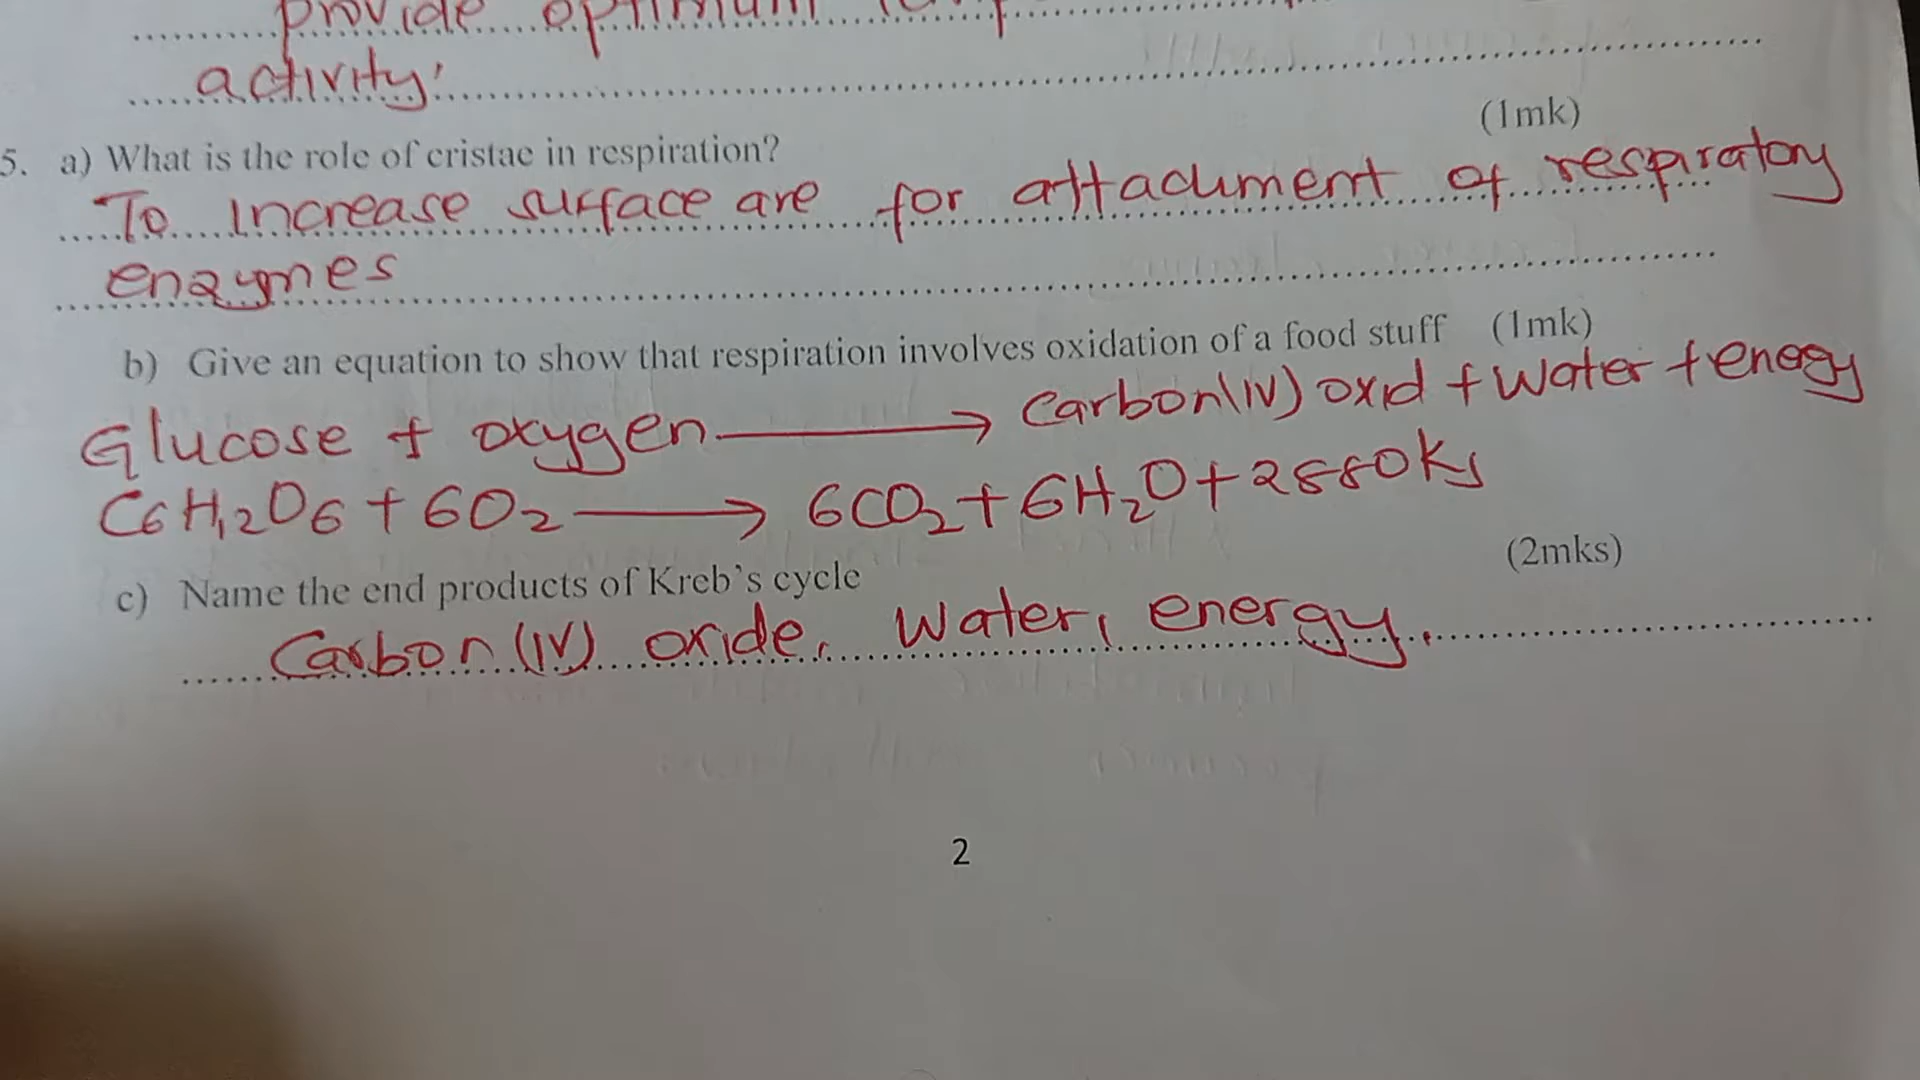 provide optimum
activity.
5. a) What is the role of cristae in respiration? (1mk)
To increase surface are for attachment of respiratory
enzymes
b) Give an equation to show that respiration involves oxidation of a food stuff (1mk)
Glucose + oxygen → Carbon(IV) oxid + Water + energy
C6H12O6 + 6O2 → 6CO2 + 6H2O + 2880KJ
c) Name the end products of Kreb's cycle (2mks)
Carbon (IV) oxide, Water, energy.
2